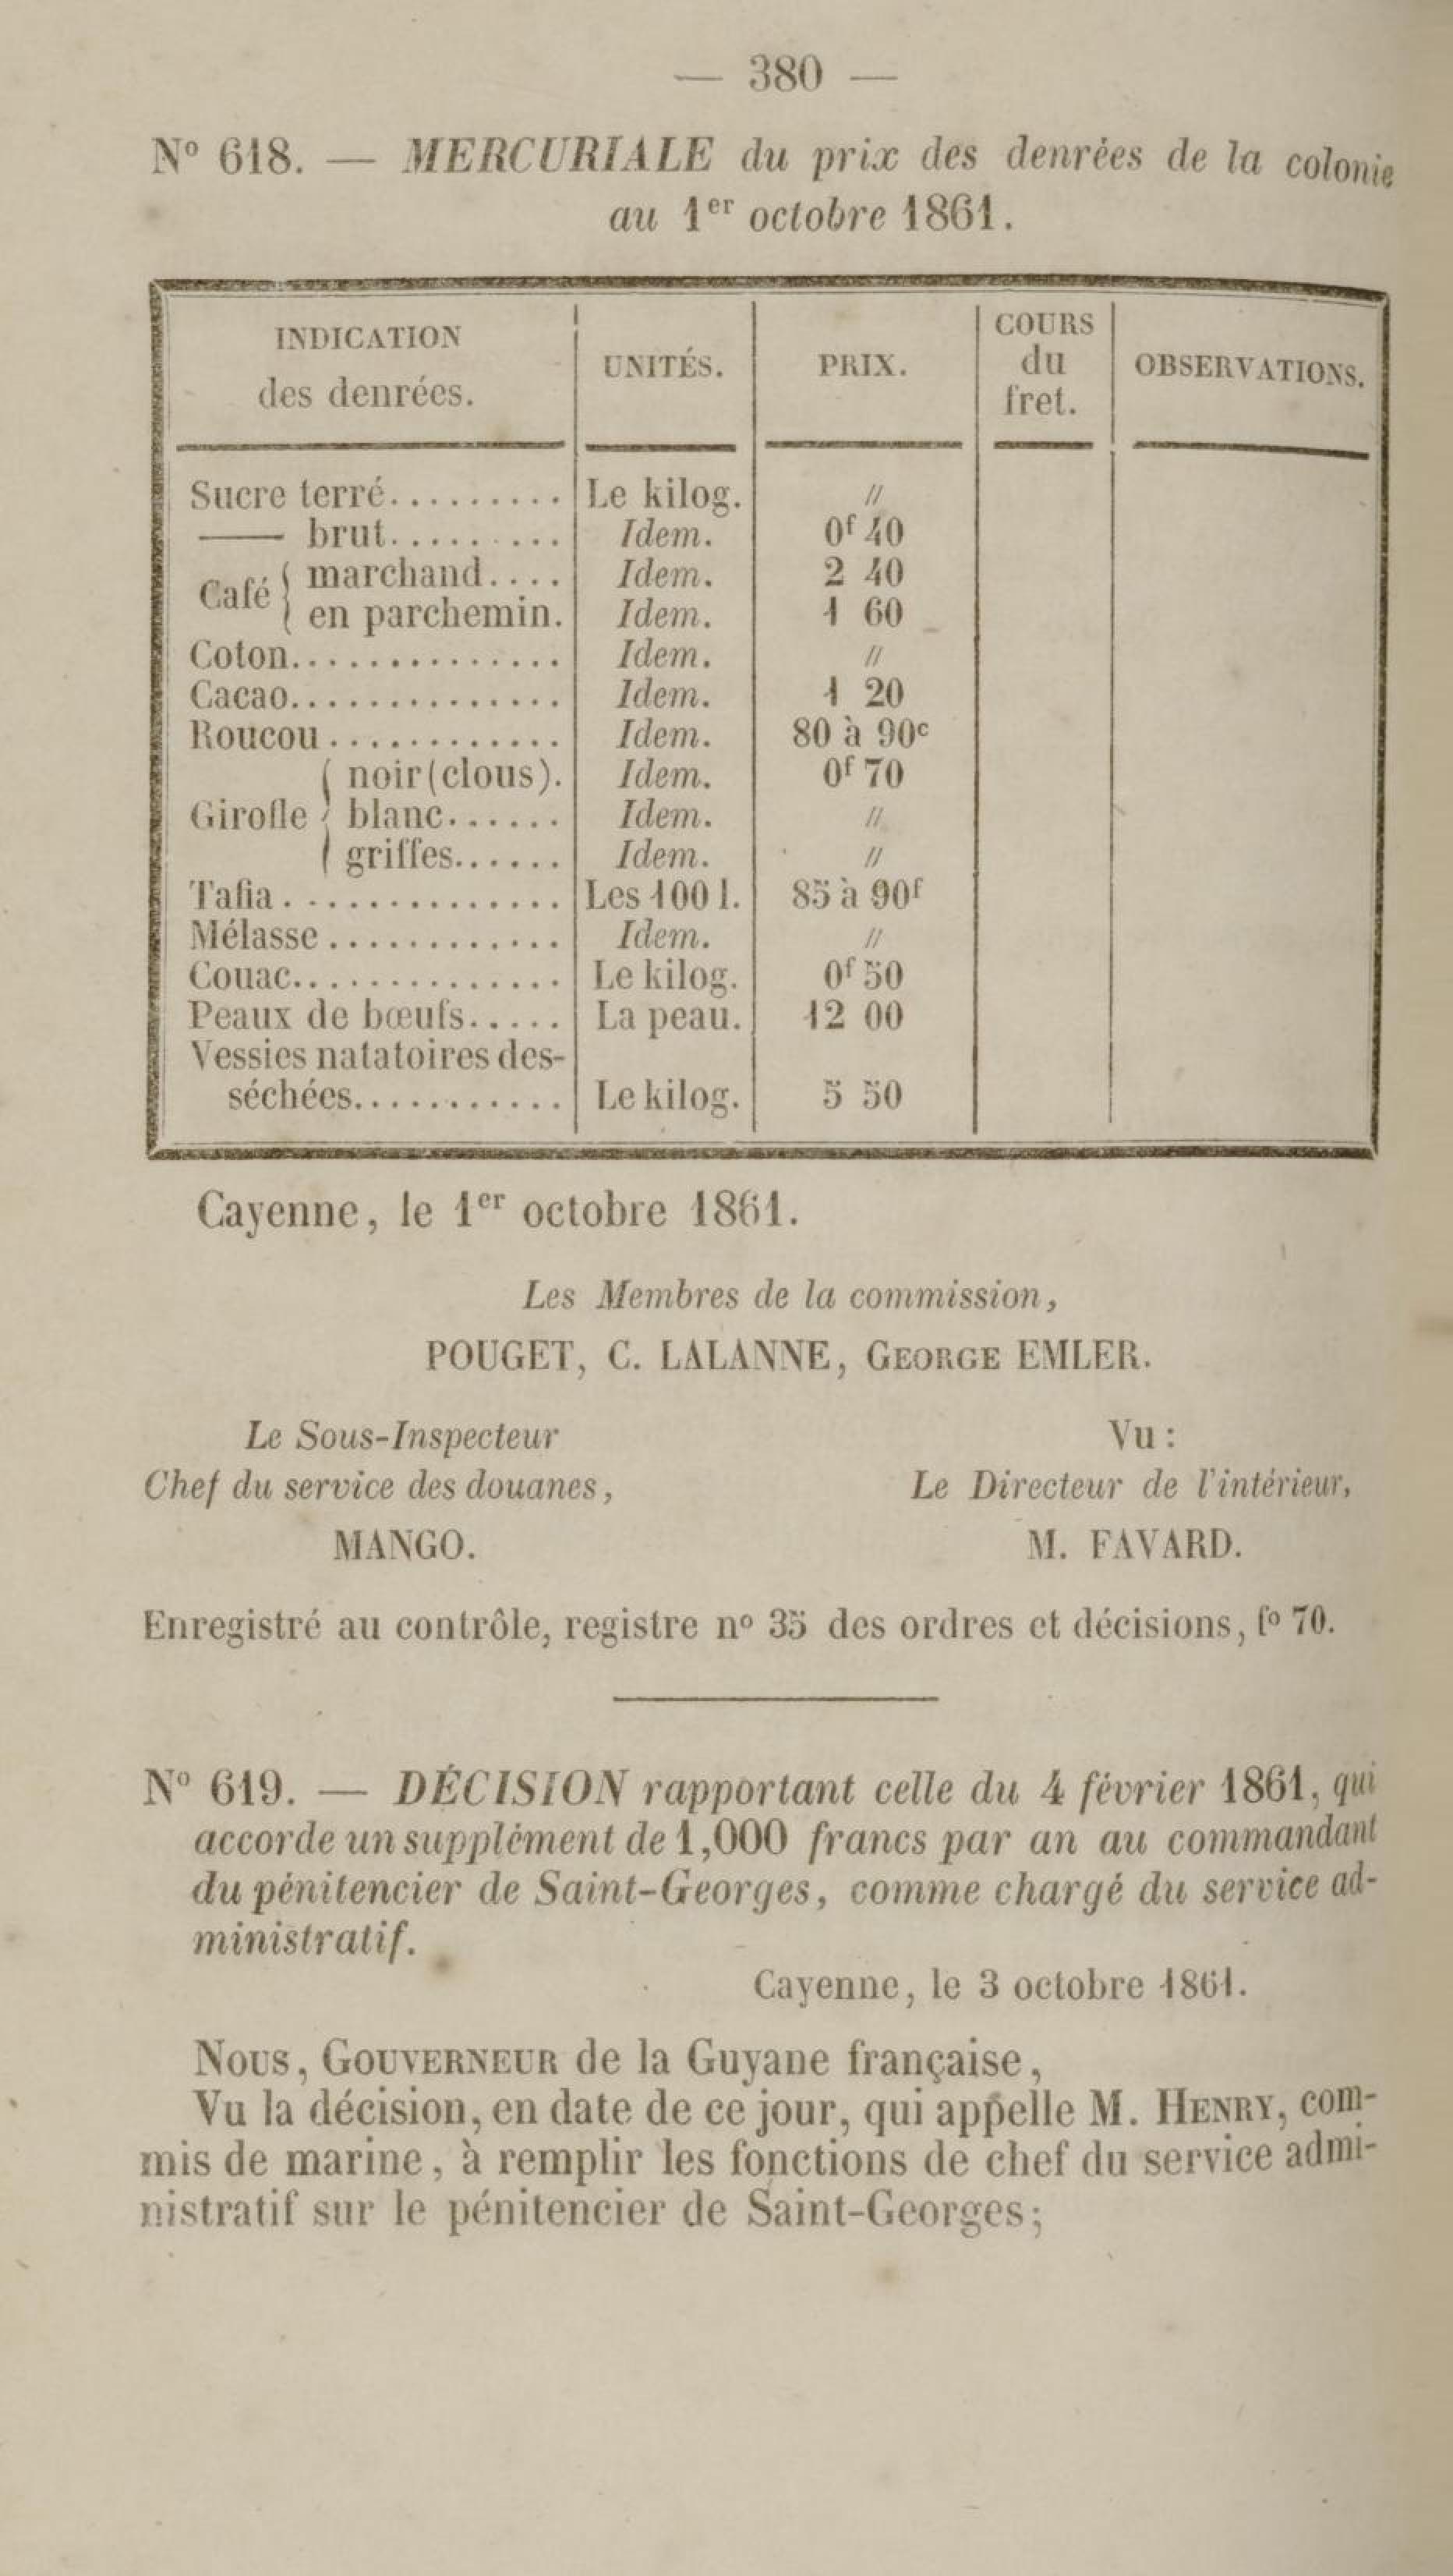 — 380 —
N° 618. — MERCURIALE du prix des denrées de la colonie
au 1er octobre 1861.
INDICATION des denrées. UNITÉS. PRIX. COURS du fret. OBSERVATIONS.
Sucre terré......... Le kilog. //
—— brut......... Idem. 0f 40
Café { marchand.... Idem. 2 40
en parchemin. Idem. 1 60
Coton.............. Idem. //
Cacao.............. Idem. 1 20
Roucou............ Idem. 80 à 90c
noir (clous). Idem. 0f 70
Girofle { blanc...... Idem. //
griffes...... Idem. //
Tafia.............. Les 100 l. 85 à 90f
Mélasse............ Idem. //
Couac.............. Le kilog. 0f 50
Peaux de bœufs..... La peau. 12 00
Vessies natatoires des-
séchées........... Le kilog. 5 50
Cayenne, le 1er octobre 1861.
Les Membres de la commission,
POUGET, C. LALANNE, GEORGE EMLER.
Le Sous-Inspecteur
Chef du service des douanes,
MANGO.
Vu :
Le Directeur de l'intérieur,
M. FAVARD.
Enregistré au contrôle, registre n° 35 des ordres et décisions, f° 70.
N° 619. — DÉCISION rapportant celle du 4 février 1861, qui
accorde un supplément de 1,000 francs par an au commandant
du pénitencier de Saint-Georges, comme chargé du service ad-
ministratif.
Cayenne, le 3 octobre 1861.
NOUS, GOUVERNEUR de la Guyane française,
Vu la décision, en date de ce jour, qui appelle M. HENRY, com-
mis de marine, à remplir les fonctions de chef du service admi-
nistratif sur le pénitencier de Saint-Georges;